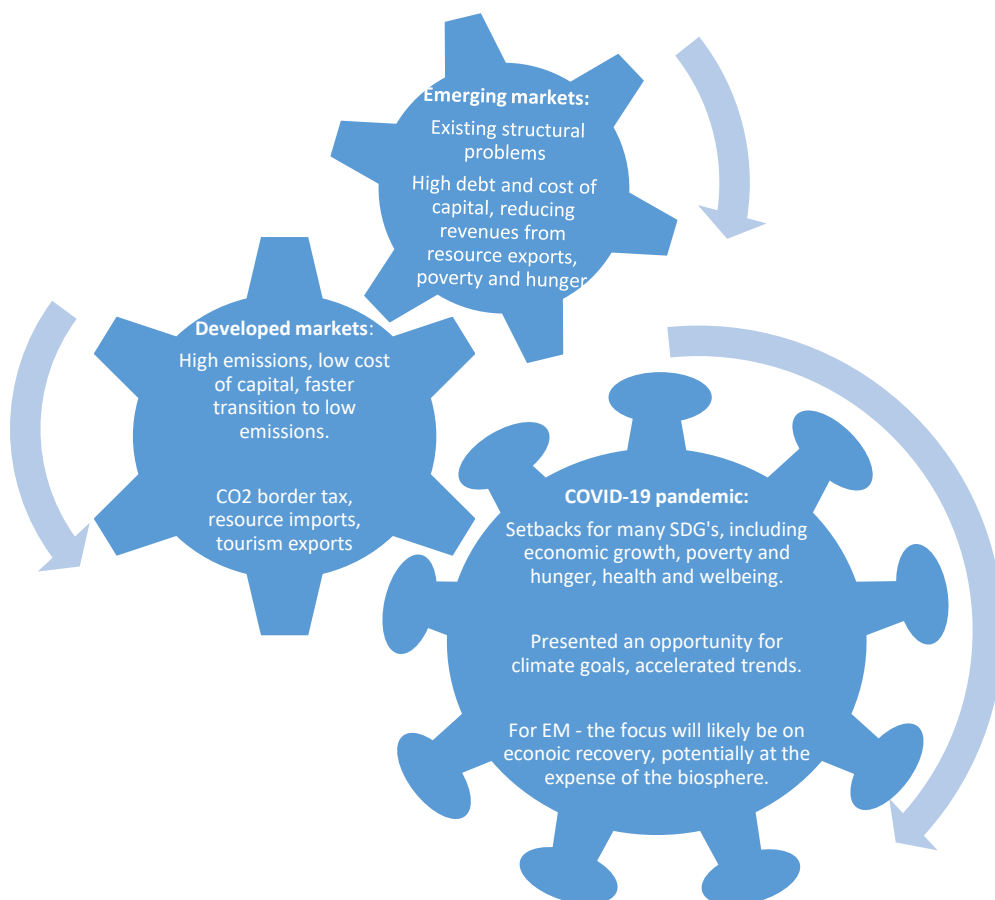 Emerging markets:
Existing structural
problems
High debt and cost of
capital, reducing
revenues from
resource exports,
poverty and hunger
Developed markets:
High emissions, low cost
of capital, faster
transition to low
emissions.
CO2 border tax,
resource imports,
tourism exports
COVID-19 pandemic:
Setbacks for many SDG's, including
economic growth, poverty and
hunger, health and welbeing.
Presented an opportunity for
climate goals, accelerated trends.
For EM - the focus will likely be on
econoic recovery, potentially at the
expense of the biosphere.